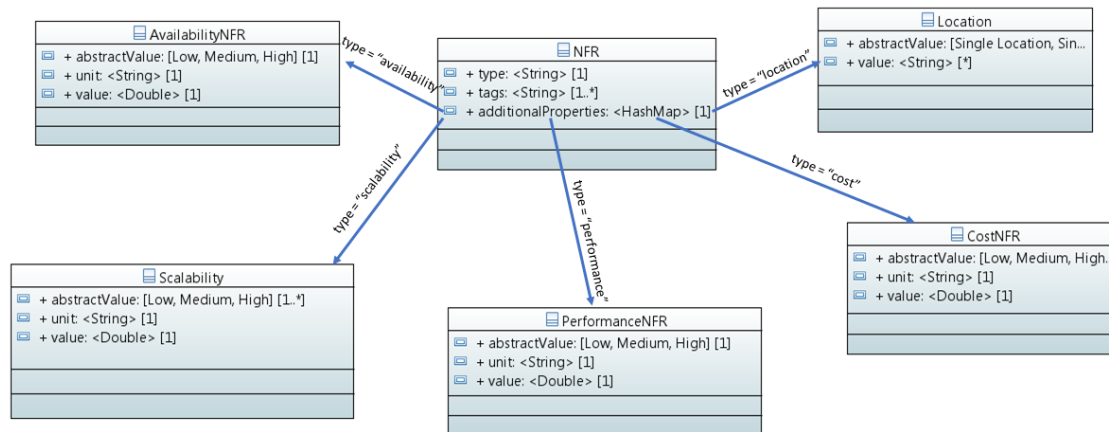 AvailabilityNFR
+ abstractValue: [Low, Medium, High] [1]
+ unit: <String> [1]
+ value: <Double> [1]
type = “availability”
NFR
+ type: <String> [1]
+ tags: <String> [1..*]
+ additionalProperties: <HashMap> [1]
type = “location”
Location
+ abstractValue: [Single Location, Sin...
+ value: <String> [*]
type = “scalability”
type = “performance”
type = “cost”
CostNFR
+ abstractValue: [Low, Medium, High...
+ unit: <String> [1]
+ value: <Double> [1]
Scalability
+ abstractValue: [Low, Medium, High] [1..*]
+ unit: <String> [1]
+ value: <Double> [1]
PerformanceNFR
+ abstractValue: [Low, Medium, High] [1]
+ unit: <String> [1]
+ value: <Double> [1]